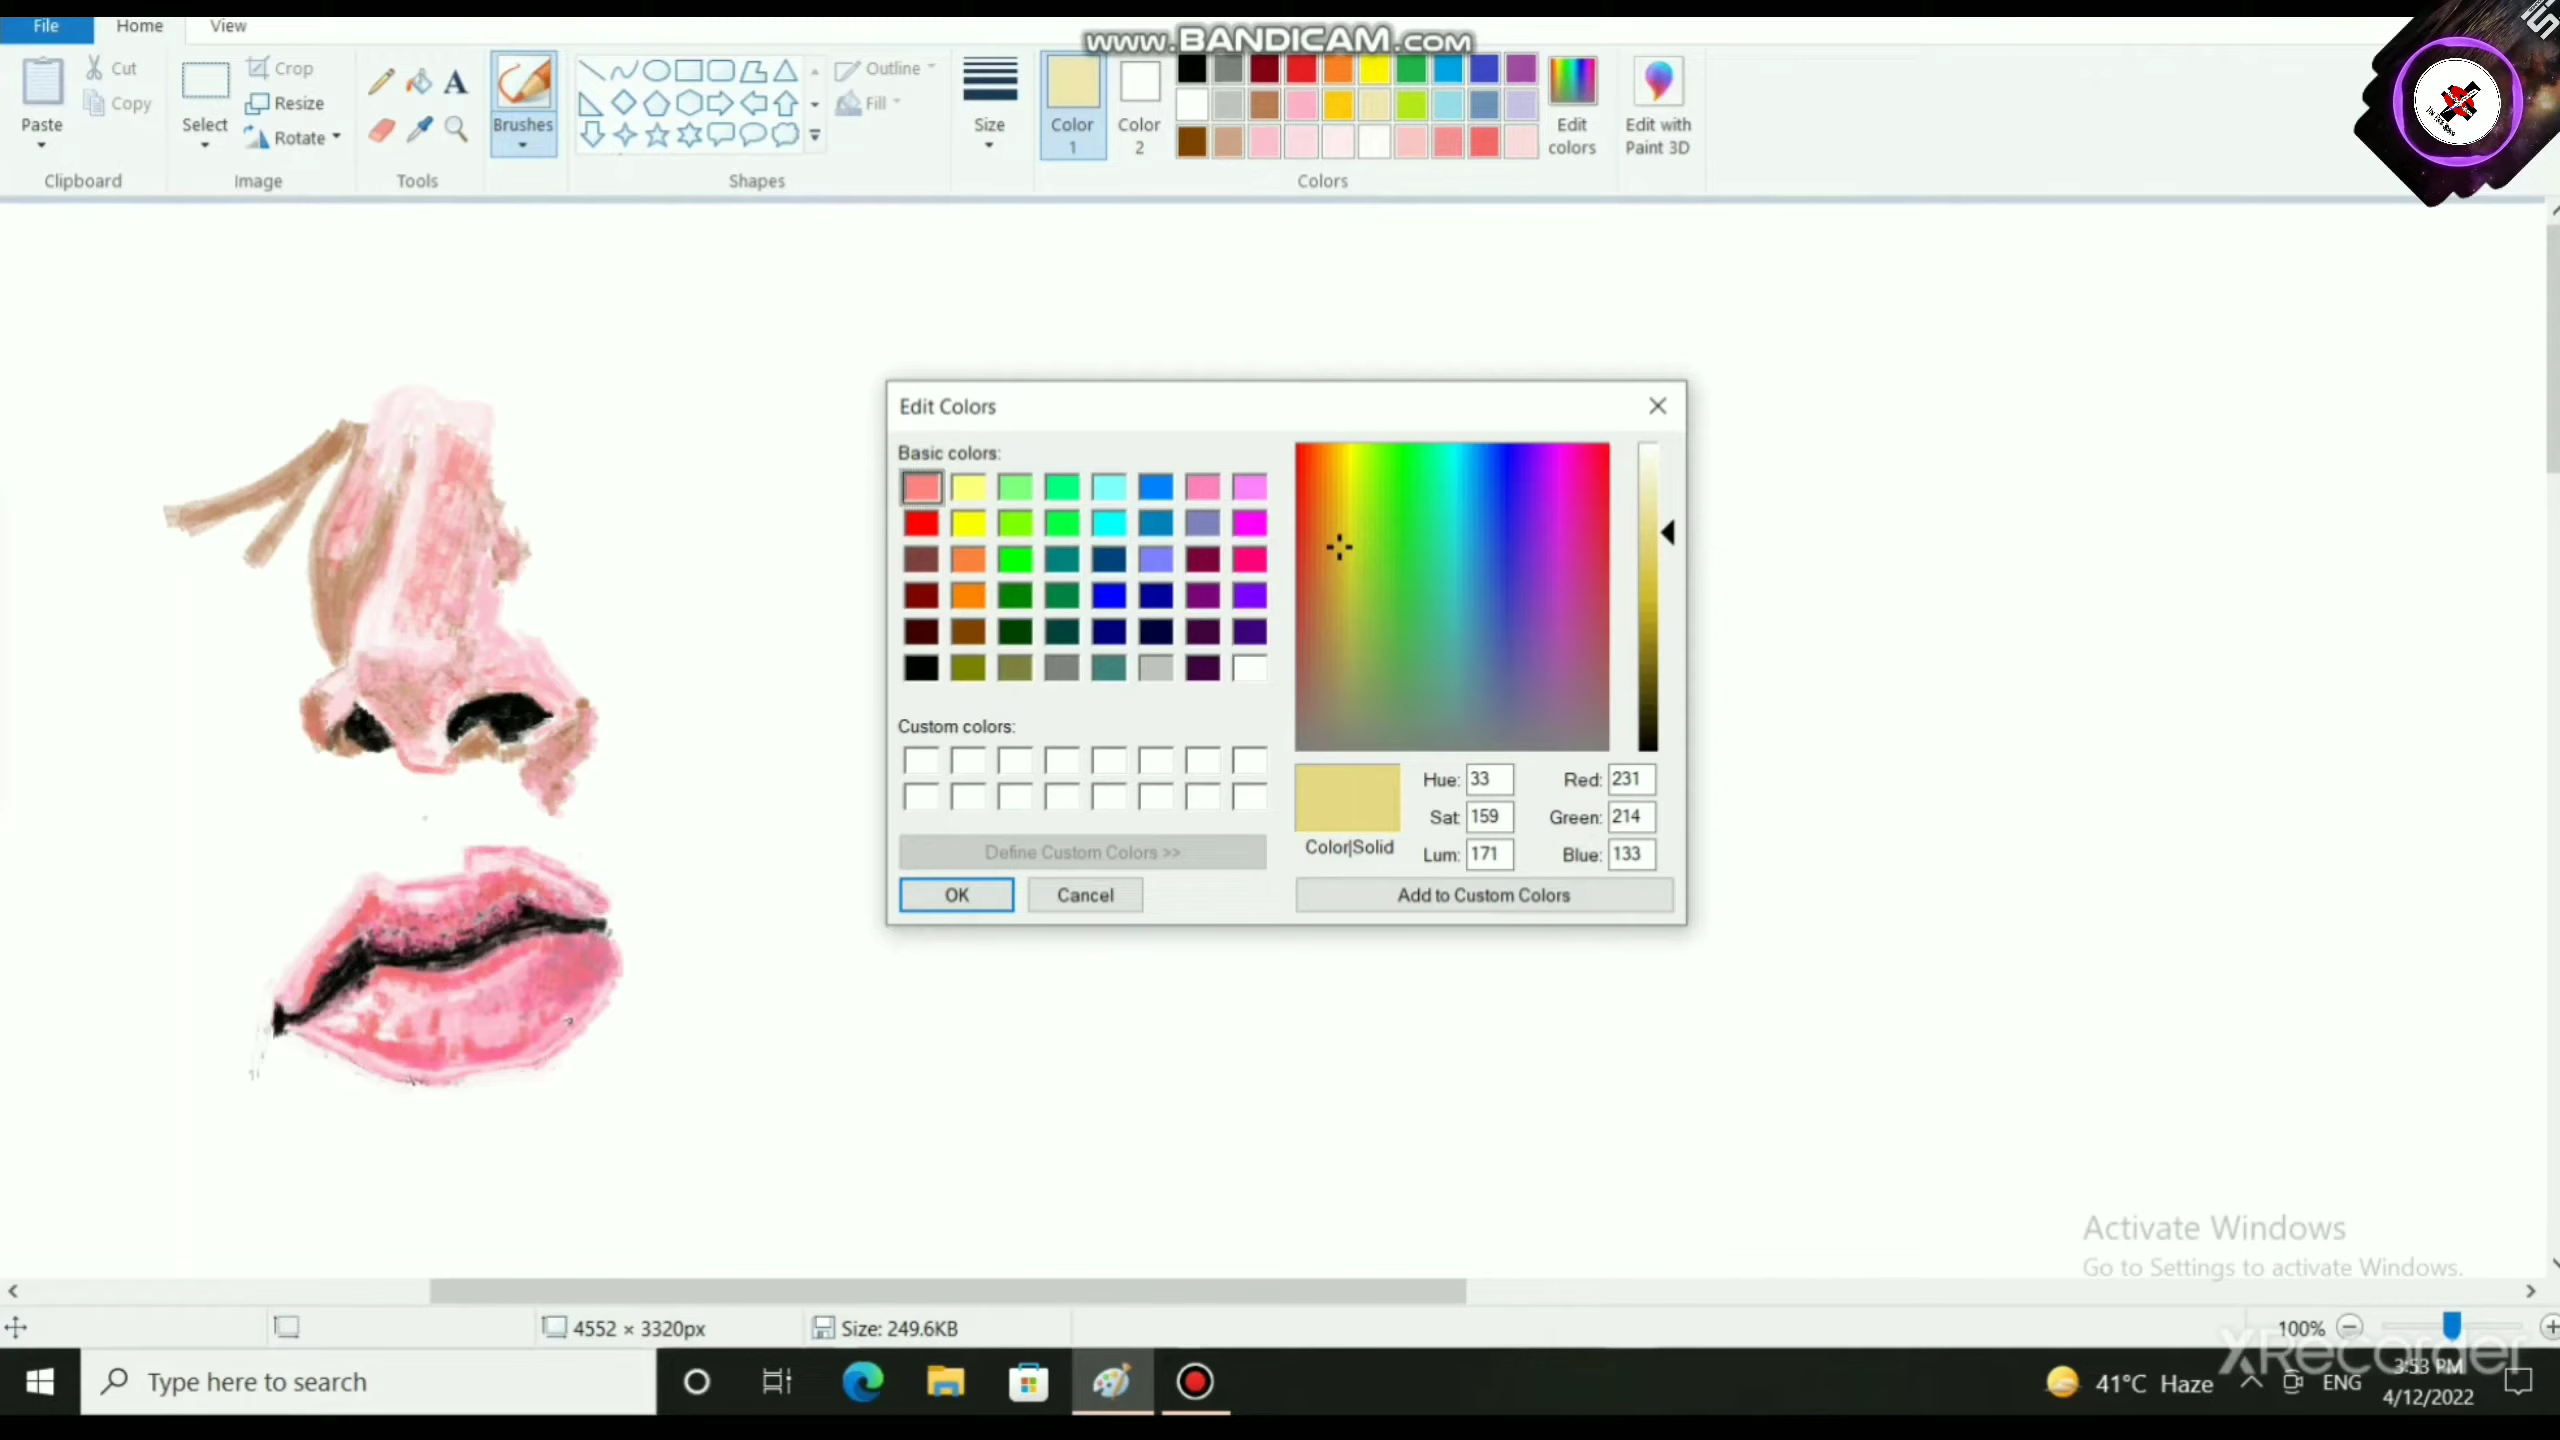 www.BANDICAM.com
File Home View
Paste
Cut
Copy
Clipboard
Select
Crop
Resize
Rotate
Image
Tools
Brushes
Shapes
Outline
Fill
Size
Color 1
Color 2
Edit colors
Edit with Paint 3D
Colors
Edit Colors
Basic colors:
Custom colors:
Define Custom Colors >>
OK Cancel
Color|Solid
Hue: 33 Red: 231
Sat: 159 Green: 214
Lum: 171 Blue: 133
Add to Custom Colors
Activate Windows
Go to Settings to activate Windows.
4552 × 3320px Size: 249.6KB 100%
XRecorder
Type here to search
41°C Haze ENG
3:53 PM
4/12/2022